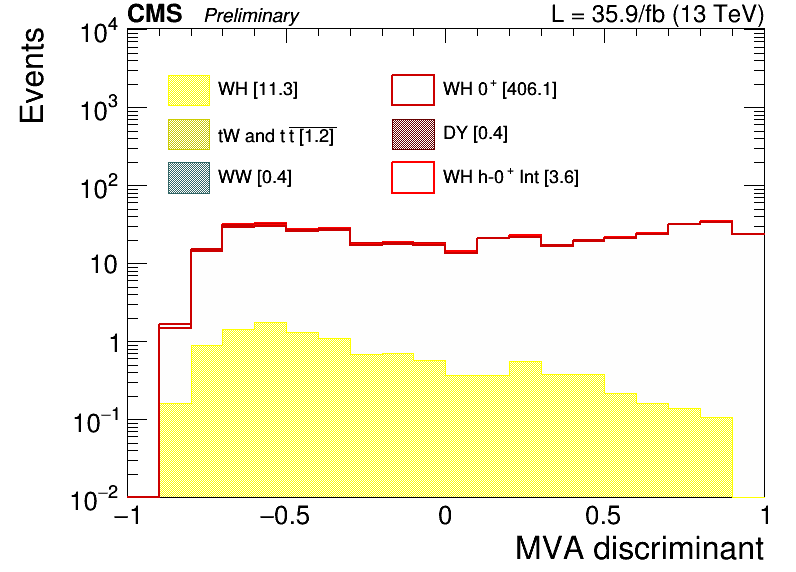 CMS Preliminary L = 35.9/fb (13 TeV)
Events
10⁴
10³
10²
10
1
10⁻¹
10⁻²
WH [11.3]
WH 0⁺ [406.1]
tW and t t̅ [1.2]
DY [0.4]
WW [0.4]
WH h-0⁺ Int [3.6]
−1 −0.5 0 0.5 1
MVA discriminant